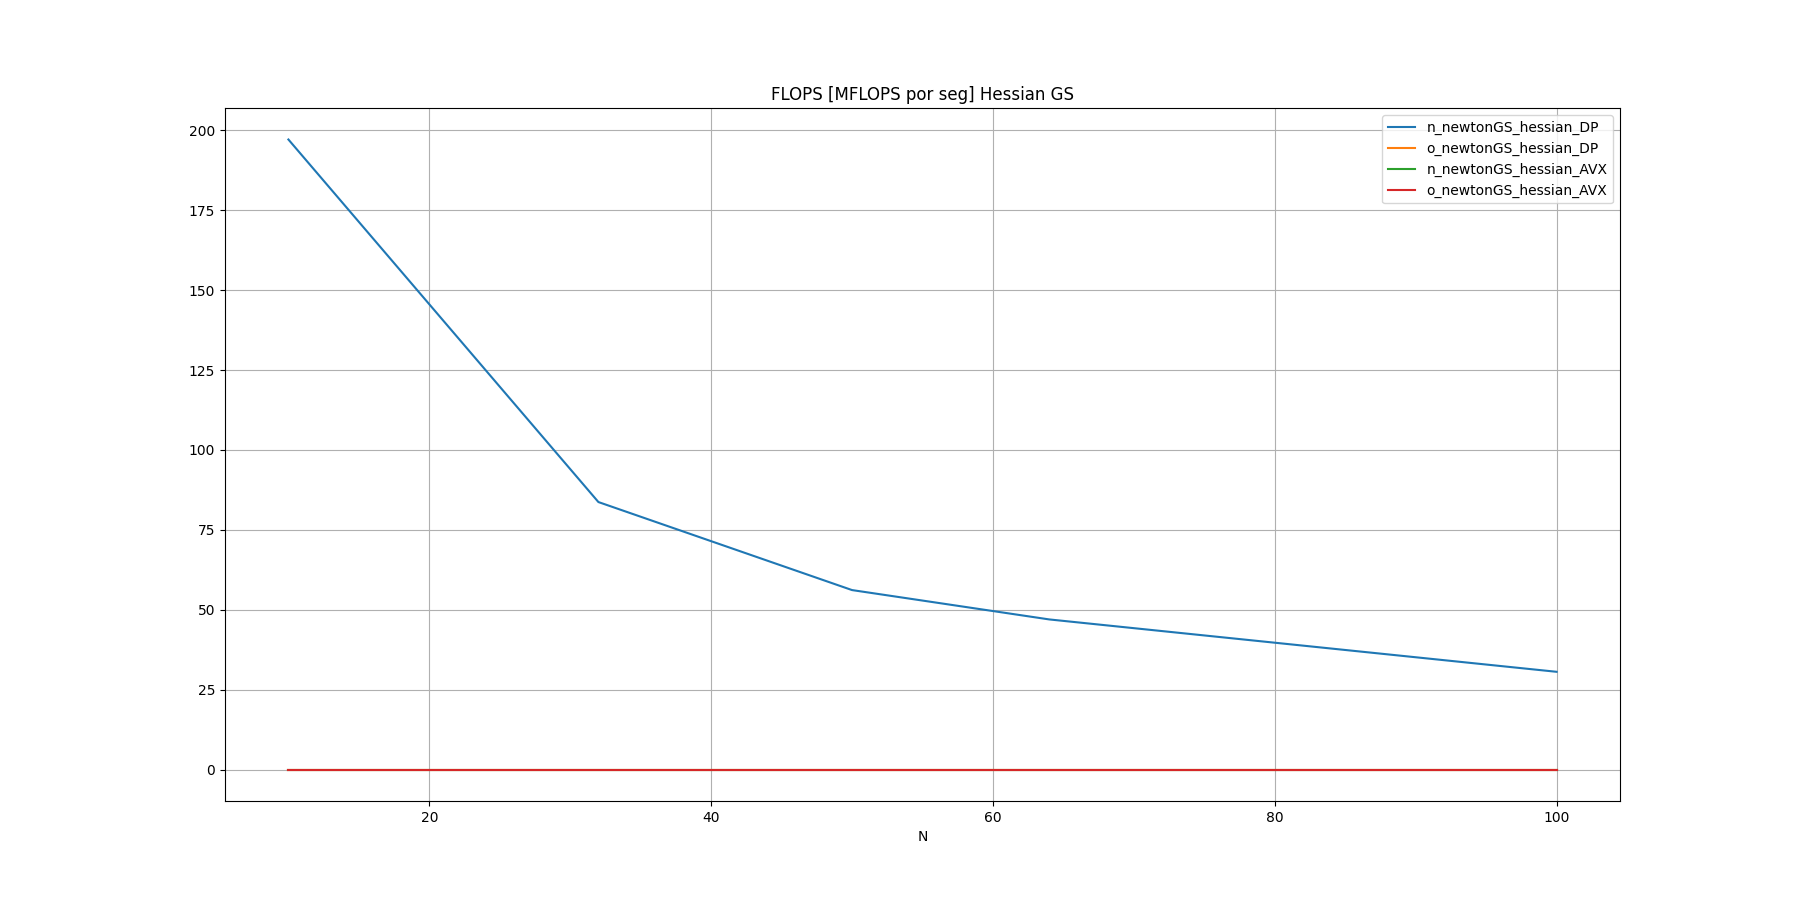 FLOPS [MFLOPS por seg] Hessian GS
n_newtonGS_hessian_DP
o_newtonGS_hessian_DP
n_newtonGS_hessian_AVX
o_newtonGS_hessian_AVX
200
175
150
125
100
75
50
25
0
20 40 60 80 100
N